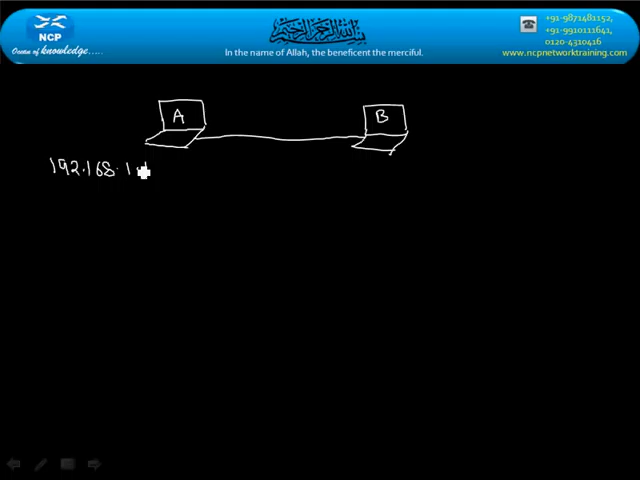 +91-9871481152,
+91-9910111641,
0120-4310416
www.ncpnetworktraining.com
NCP
Ocean of knowledge.....
بسم الله الرحمن الرحيم
In the name of Allah, the beneficent the merciful.
A
B
192.168.1